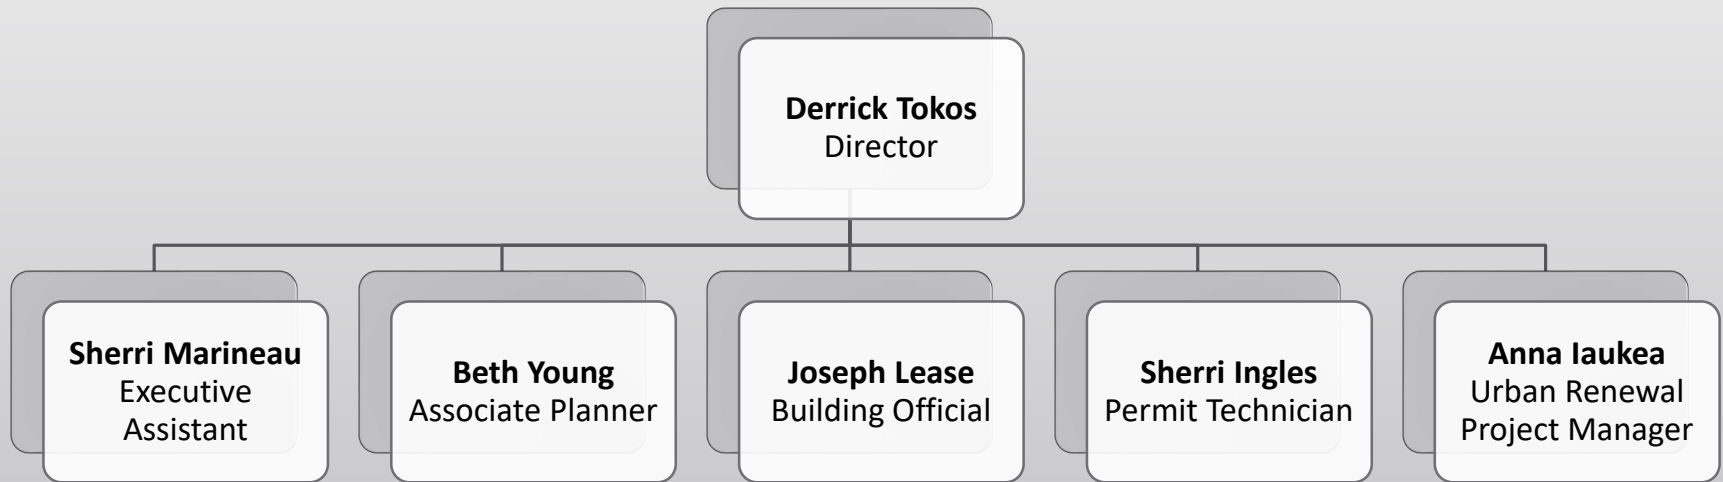 Derrick Tokos
Director
Sherri Marineau
Executive
Assistant
Beth Young
Associate Planner
Joseph Lease
Building Official
Sherri Ingles
Permit Technician
Anna Iaukea
Urban Renewal
Project Manager